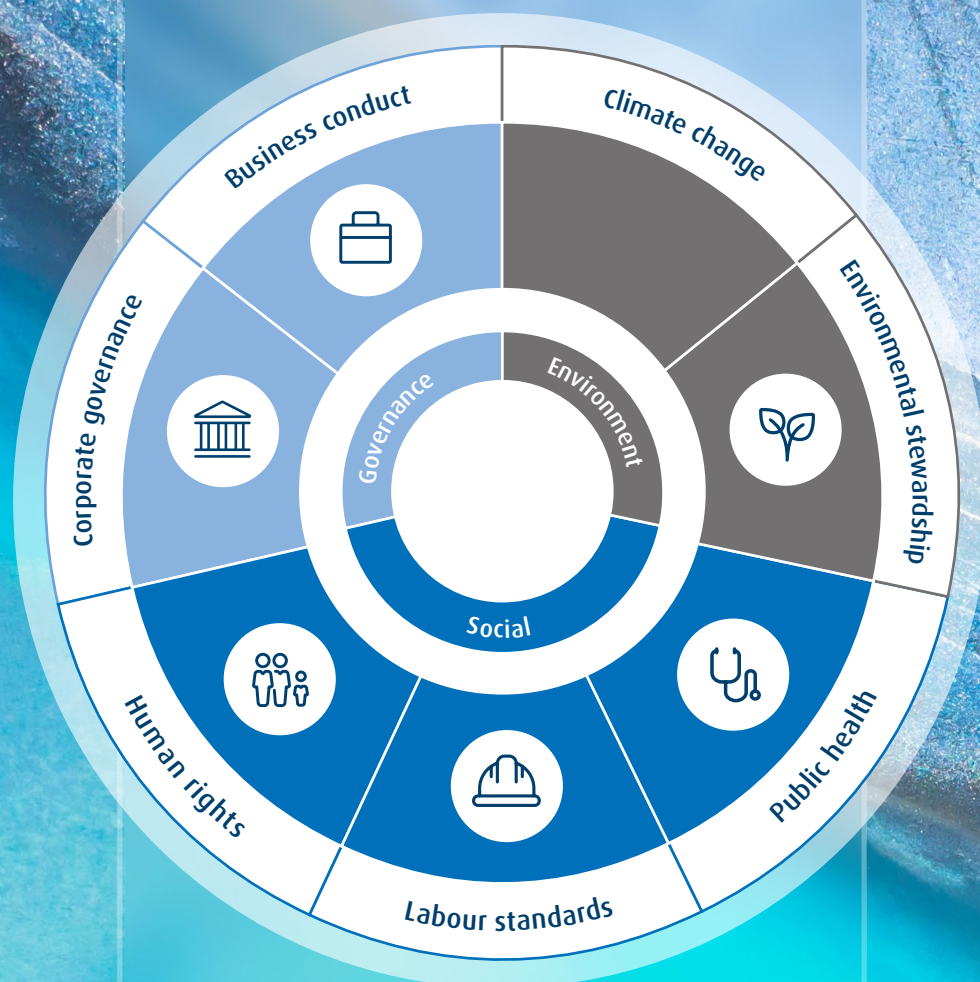 Business conduct
Climate change
Environmental stewardship
Public health
Labour standards
Human rights
Corporate governance
Governance
Environment
Social